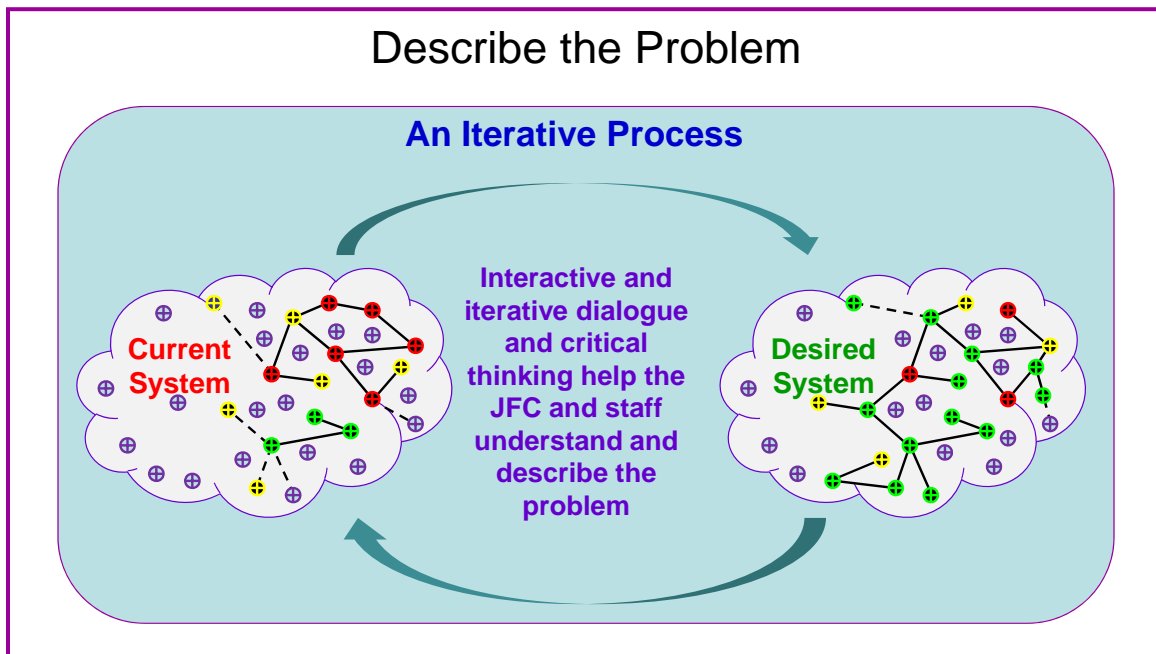 Describe the Problem
An Iterative Process
Current
System
Interactive and
iterative dialogue
and critical
thinking help the
JFC and staff
understand and
describe the
problem
Desired
System